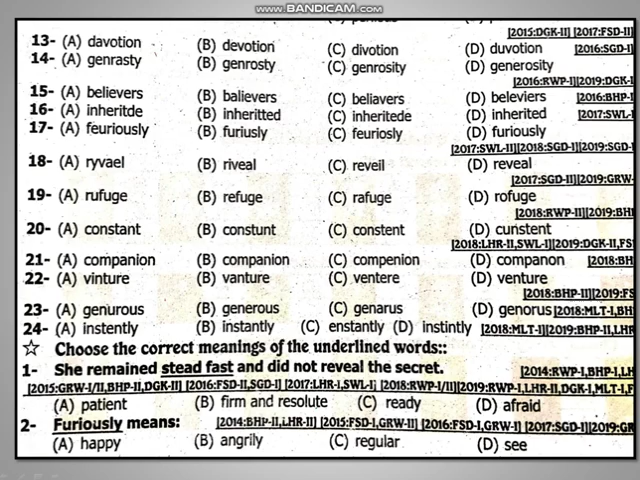 WWW.BANDICAM.COM
[2015:DGK-II] [2017:FSD-II]
13- (A) davotion (B) devotion (C) divotion (D) duvotion [2016:SGD-I]
14- (A) genrasty (B) genrosty (C) genrosity (D) generosity
[2016:RWP-I][2019:DGK-I
15- (A) believers (B) balievers (C) beliavers (D) beleviers [2016:BHP-I
16- (A) inheritde (B) inheritted (C) inheritede (D) inherited [2017:SWL-I
17- (A) feuriously (B) furiusly (C) feuriosly (D) furiously
[2017:SWL-II][2018:SGD-I][2019:SGD-I
18- (A) ryvael (B) riveal (C) reveil (D) reveal
[2017:SGD-II][2019:GRW-
19- (A) rufuge (B) refuge (C) rafuge (D) rofuge
[2018:RWP-II][2019:BHI
20- (A) constant (B) constunt (C) constent (D) cunstent
[2018:LHR-II,SWL-I][2019:DGK-II,FS
21- (A) companion (B) companion (C) compenion (D) companon [2018:BH
22- (A) vinture (B) vanture (C) ventere (D) venture
[2018:BHP-II][2019:FS
23- (A) genurous (B) generous (C) genarus (D) genorus [2018:MLT-I,BH
24- (A) instently (B) instantly (C) enstantly (D) instintly [2018:MLT-I][2019:BHP-II,LHR
☆ Choose the correct meanings of the underlined words::
1- She remained stead fast and did not reveal the secret. [2014:RWP-I,BHP-I,LH
[2015:GRW-I/II,BHP-II,DGK-II] [2016:FSD-II,SGD-I] [2017:LHR-I,SWL-I] [2018:RWP-I/II][2019:RWP-I,LHR-II,DGK-I,MLT-I,F
(A) patient (B) firm and resolute (C) ready (D) afraid
2- Furiously means: [2014:BHP-II,LHR-II] [2015:FSD-I,GRW-II] [2016:FSD-I,GRW-I] [2017:SGD-I][2019:GR
(A) happy (B) angrily (C) regular (D) see